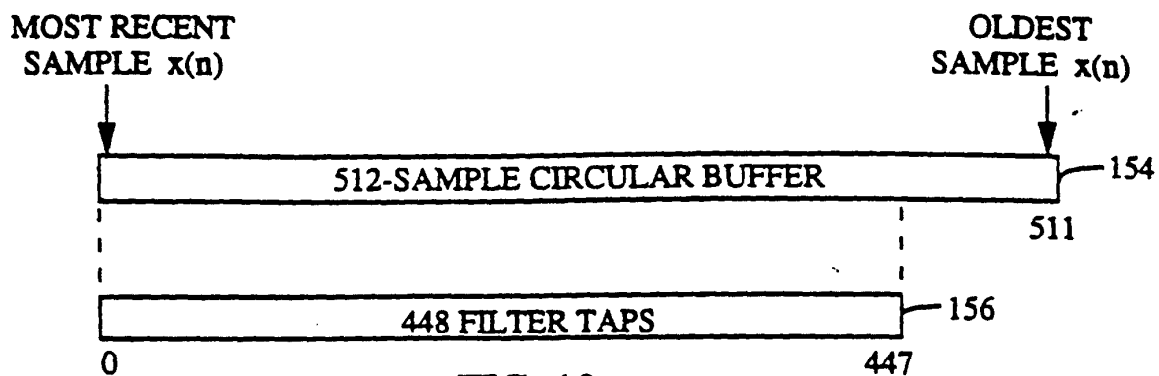 MOST RECENT
SAMPLE x(n)
OLDEST
SAMPLE x(n)
512-SAMPLE CIRCULAR BUFFER
154
511
448 FILTER TAPS
156
0
447